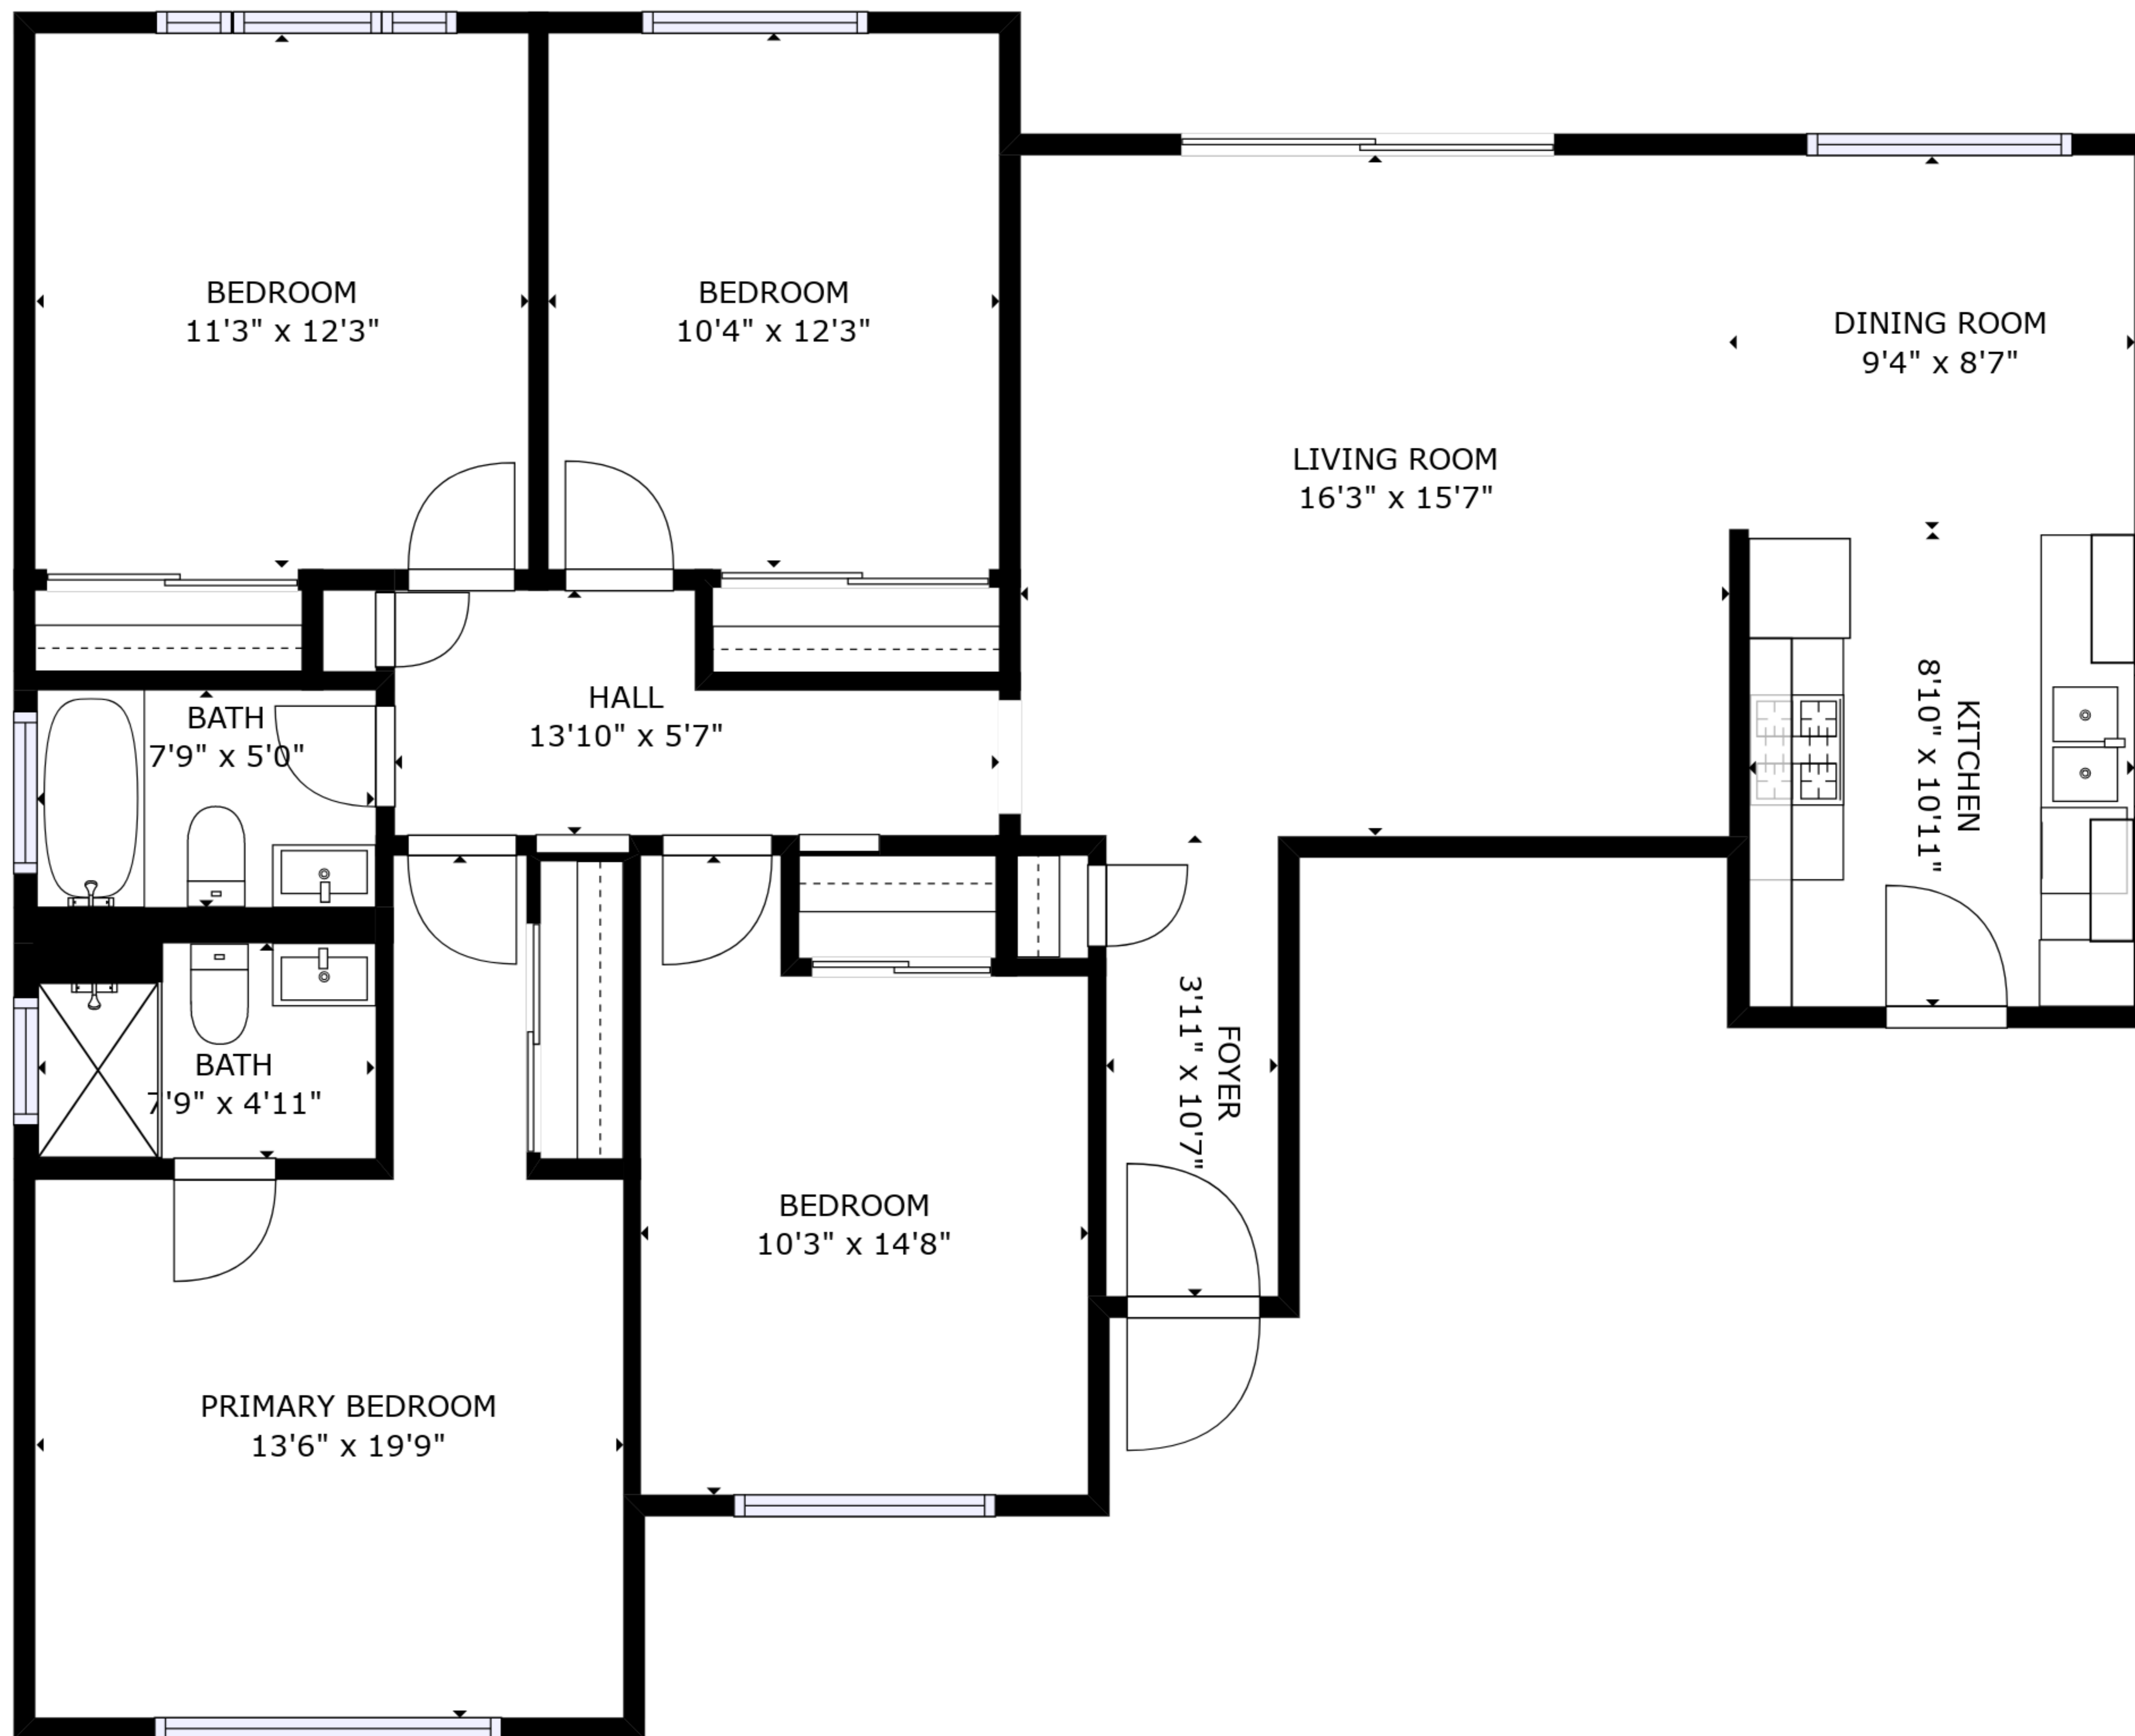 BEDROOM
11'3" x 12'3"
BEDROOM
10'4" x 12'3"
DINING ROOM
9'4" x 8'7"
LIVING ROOM
16'3" x 15'7"
HALL
13'10" x 5'7"
BATH
7'9" x 5'0"
KITCHEN
8'10" x 10'11"
FOYER
3'11" x 10'7"
BATH
7'9" x 4'11"
BEDROOM
10'3" x 14'8"
PRIMARY BEDROOM
13'6" x 19'9"